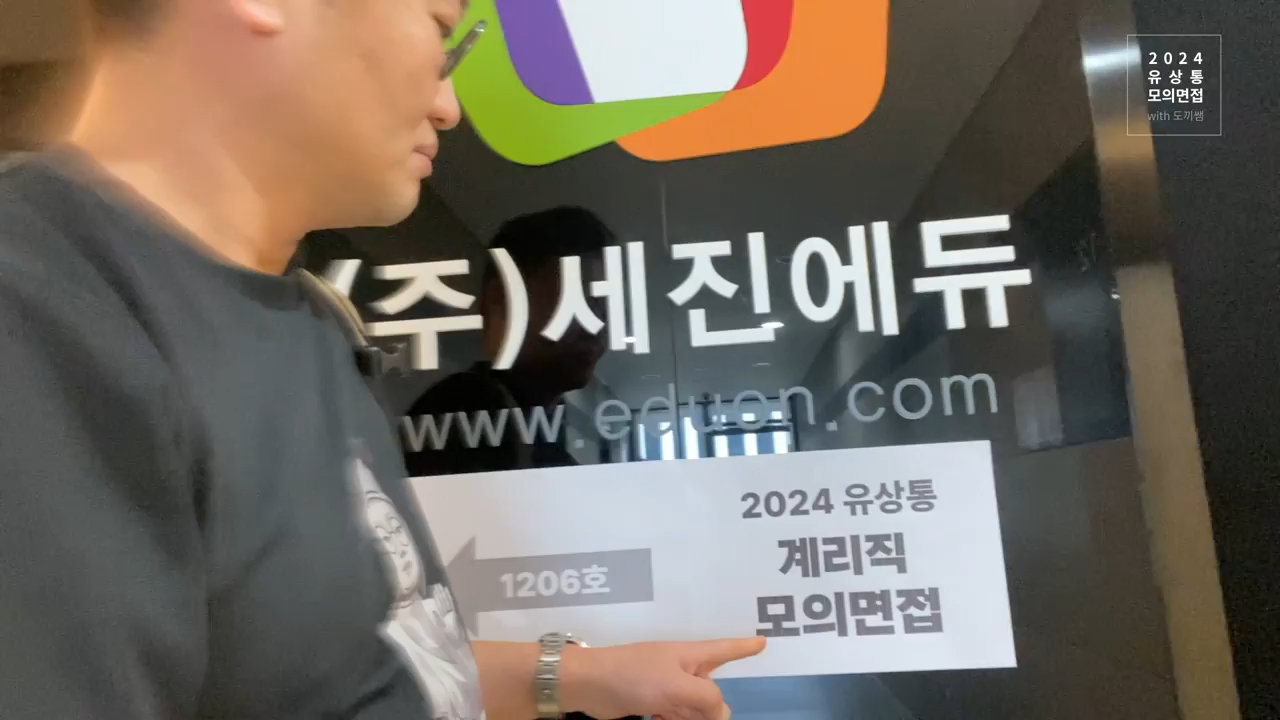 2024
유상통
모의면접
with 도끼쌤
(주)세진에듀
www.eduon.com
2024 유상통
계리직
모의면접
1206호